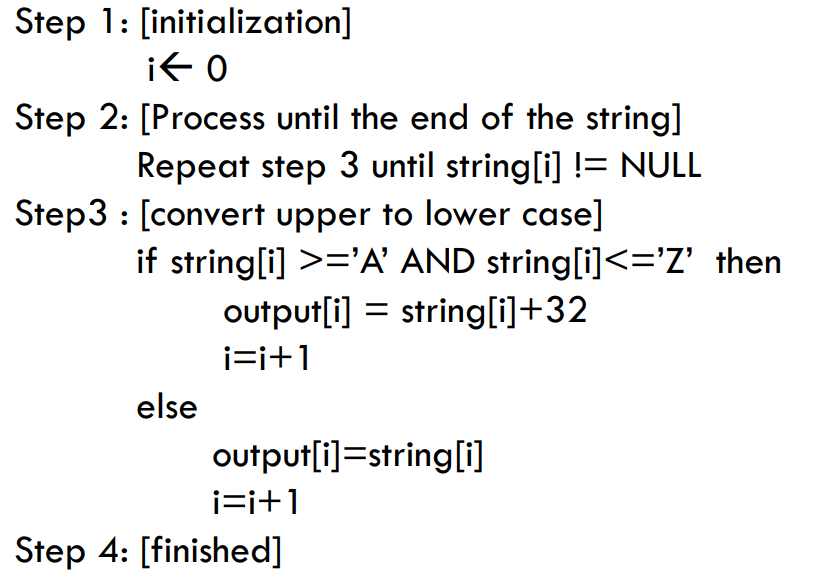 Step 1: [initialization]
i← 0
Step 2: [Process until the end of the string]
Repeat step 3 until string[i] != NULL
Step3 : [convert upper to lower case]
if string[i] >=’A’ AND string[i]<=’Z’ then
output[i] = string[i]+32
i=i+1
else
output[i]=string[i]
i=i+1
Step 4: [finished]